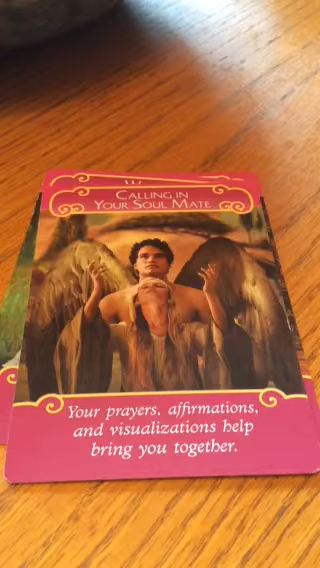 CALLING IN
YOUR SOUL MATE
Your prayers, affirmations,
and visualizations help
bring you together.